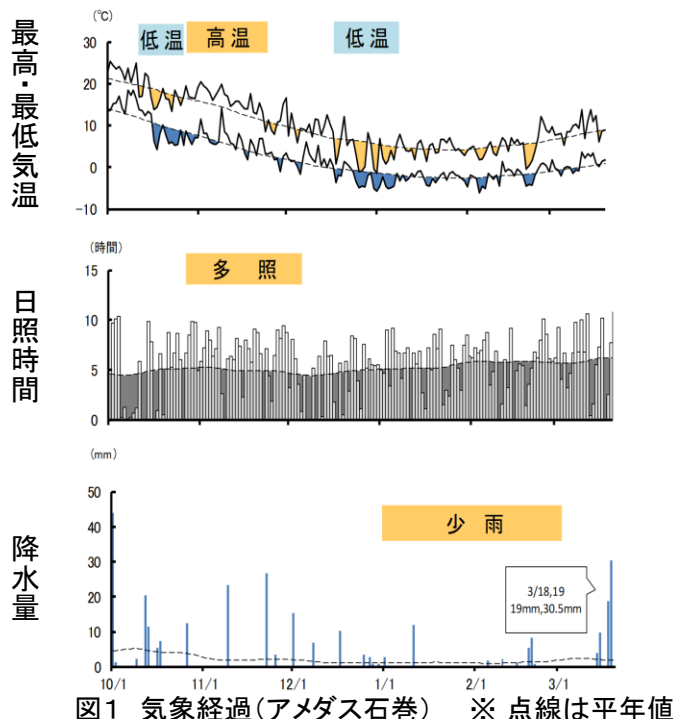 最高・最低気温
(℃)
低温 高温 低温
30
20
10
0
-10
日照時間
(時間)
多 照
15
10
5
0
降水量
(mm)
少 雨
50
40
30
20
10
0
3/18,19
19mm,30.5mm
10/1 11/1 12/1 1/1 2/1 3/1
図1 気象経過(アメダス石巻) ※ 点線は平年値